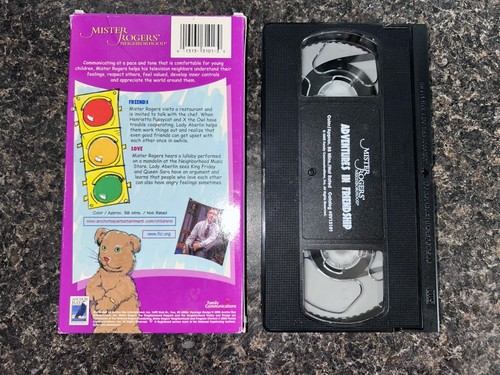 MISTER
ROGERS'
NEIGHBORHOOD
Communicating at a pace and tone that is comfortable for young
children, Mister Rogers helps his television neighbors understand their
feelings, respect others, feel valued, develop inner controls
and appreciate the world around them.
FRIENDS
Mister Rogers visits a restaurant and
is invited to talk with the chef. When
Henrietta Pussycat and X the Owl have
trouble cooperating, Lady Aberlin helps
them work things out and realize that
even good friends can get upset with
each other once in awhile.
LOVE
Mister Rogers hears a lullaby performed
on a mandolin at the Neighborhood Music
Store. Lady Aberlin sees King Friday
and Queen Sara have an argument and
learns that people who love each other
can also have angry feelings sometimes.
Color / Approx. 58 Mins. / Not Rated
www.anchorbayentertainment.com/childrens
www.fci.org
Family
Communications
MISTER
ROGERS'
NEIGHBORHOOD
ADVENTURES IN FRIENDSHIP